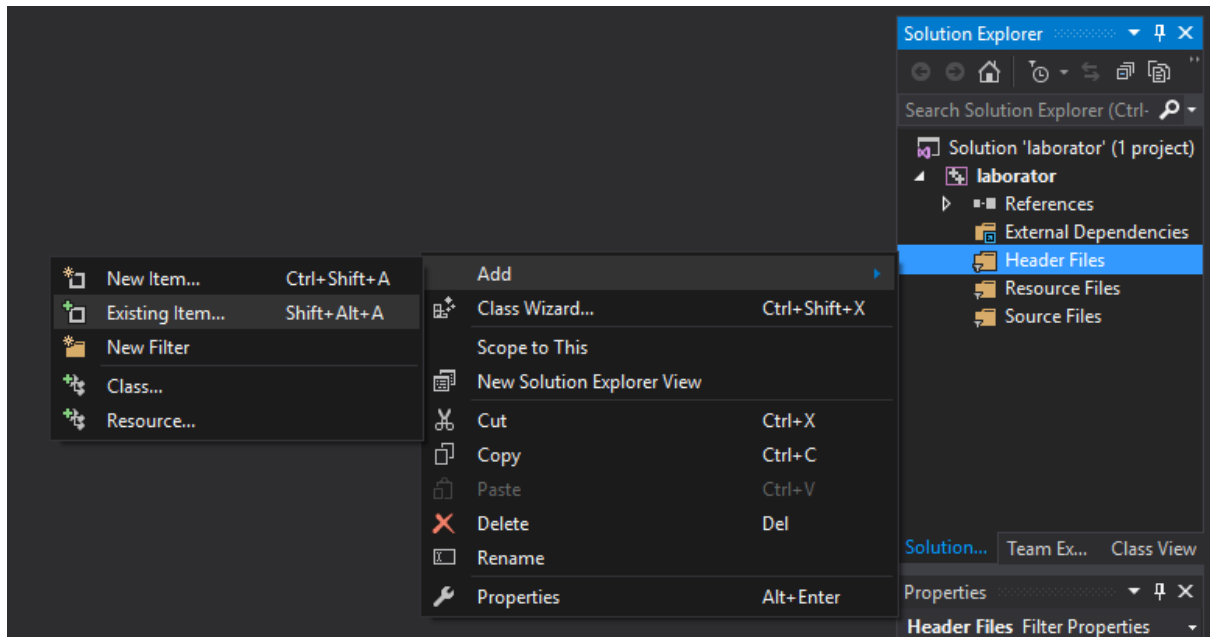 Solution Explorer
Search Solution Explorer (Ctrl-
Solution 'laborator' (1 project)
laborator
References
External Dependencies
Header Files
Resource Files
Source Files
New Item... Ctrl+Shift+A
Existing Item... Shift+Alt+A
New Filter
Class...
Resource...
Add
Class Wizard... Ctrl+Shift+X
Scope to This
New Solution Explorer View
Cut Ctrl+X
Copy Ctrl+C
Paste Ctrl+V
Delete Del
Rename
Properties Alt+Enter
Solution... Team Ex... Class View
Properties
Header Files Filter Properties